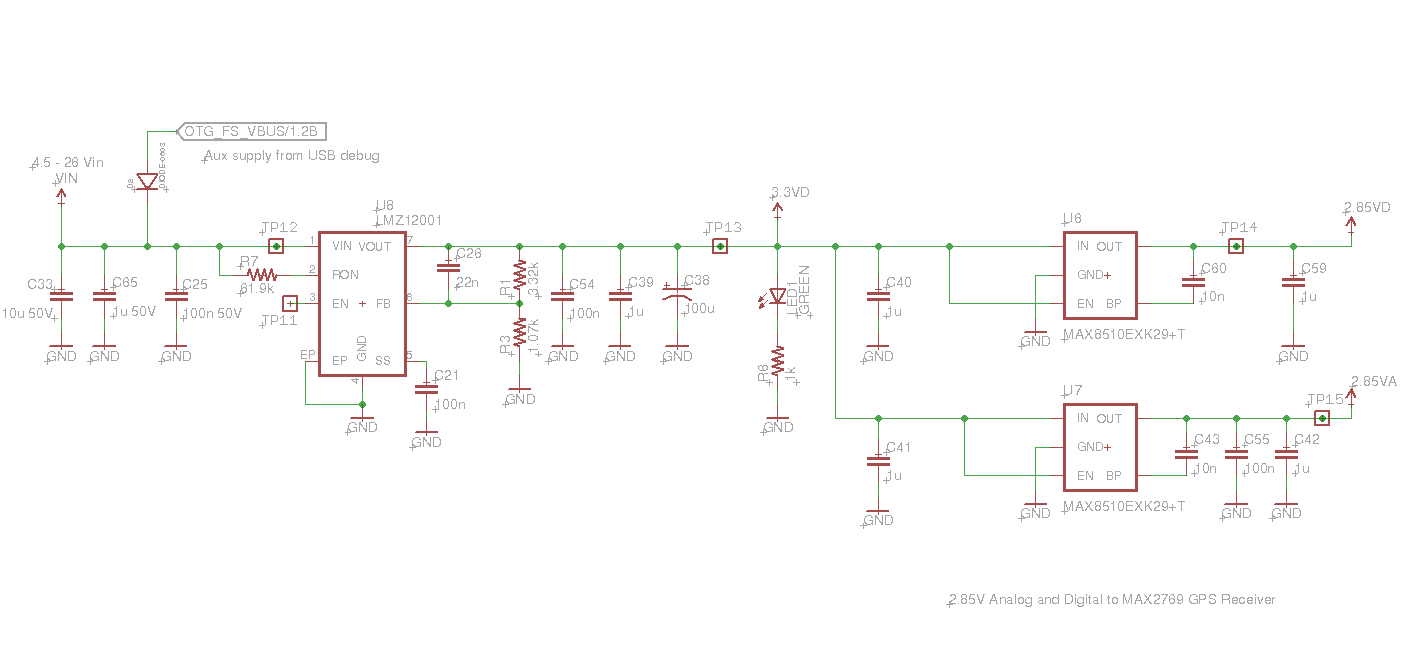 OTG_FS_VBUS/1.2B
Aux supply from USB debug
4.5 - 26 Vin
VIN
D2
DIODE-0603
U8
LMZ12001
TP12
VIN VOUT
1
7
R7
61.9k
2
RON
TP11
3
EN
FB
6
EP
EP
GND
4
SS
5
GND
C33
10u 50V
GND
C65
1u 50V
GND
C25
100n 50V
GND
C26
22n
R1
3.32k
R3
1.07k
GND
C21
100n
GND
C54
100n
GND
C39
1u
GND
C38
100u
GND
TP13
3.3VD
LED1
GREEN
R6
1k
GND
C40
1u
GND
U6
IN OUT
GND
EN BP
MAX8510EXK29+T
GND
C60
10n
TP14
C59
1u
GND
2.85VD
C41
1u
GND
U7
IN OUT
GND
EN BP
MAX8510EXK29+T
GND
C43
10n
C55
100n
GND
C42
1u
GND
TP15
2.85VA
2.85V Analog and Digital to MAX2769 GPS Receiver